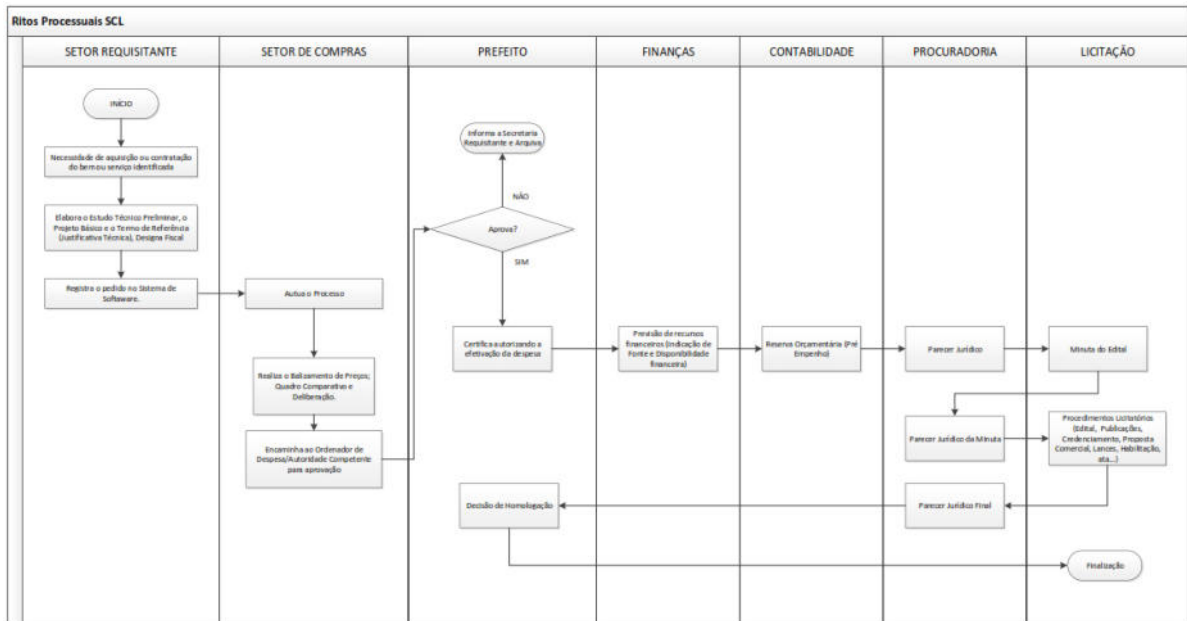 Ritos Processuais SCL
SETOR REQUISITANTE
SETOR DE COMPRAS
PREFEITO
FINANÇAS
CONTABILIDADE
PROCURADORIA
LICITAÇÃO
INÍCIO
Necessidade de aquisição ou contratação
do bem ou serviço identificada
Elabora o Estudo Técnico Preliminar, o
Projeto Básico e o Termo de Referência
(Justificativa Técnica), Designa Fiscal
Registra o pedido no Sistema de
Softaware.
Autua o Processo
Realiza o Balizamento de Preços;
Quadro Comparativo e
Deliberação.
Encaminha ao Ordenador de
Despesa/Autoridade Competente
para aprovação
Informa a Secretaria
Requisitante e Arquiva
NÃO
Aprova?
SIM
Certifica autorizando a
efetivação da despesa
Previsão de recursos
financeiros (Indicação de
Fonte e Disponibilidade
financeira)
Reserva Orçamentária (Pré
Empenho)
Parecer Jurídico
Minuta do Edital
Parecer Jurídico da Minuta
Procedimentos Licitatórios
(Edital, Publicações,
Credenciamento, Proposta
Comercial, Lances, Habilitação,
ata...)
Parecer Jurídico Final
Decisão de Homologação
Finalização